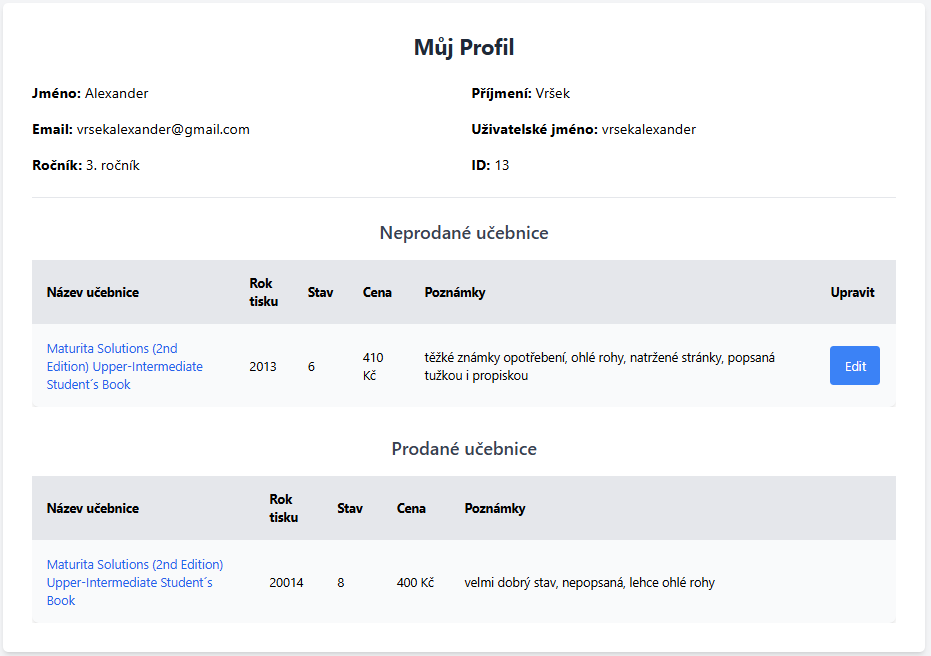 Můj Profil
Jméno: Alexander
Příjmení: Vršek
Email: vrsekalexander@gmail.com
Uživatelské jméno: vrsekalexander
Ročník: 3. ročník
ID: 13
Neprodané učebnice
Název učebnice
Rok
tisku
Stav
Cena
Poznámky
Upravit
Maturita Solutions (2nd
Edition) Upper-Intermediate
Student´s Book
2013
6
410
Kč
těžké známky opotřebení, ohlé rohy, natržené stránky, popsaná
tužkou i propiskou
Edit
Prodané učebnice
Název učebnice
Rok
tisku
Stav
Cena
Poznámky
Maturita Solutions (2nd Edition)
Upper-Intermediate Student´s
Book
20014
8
400 Kč
velmi dobrý stav, nepopsaná, lehce ohlé rohy